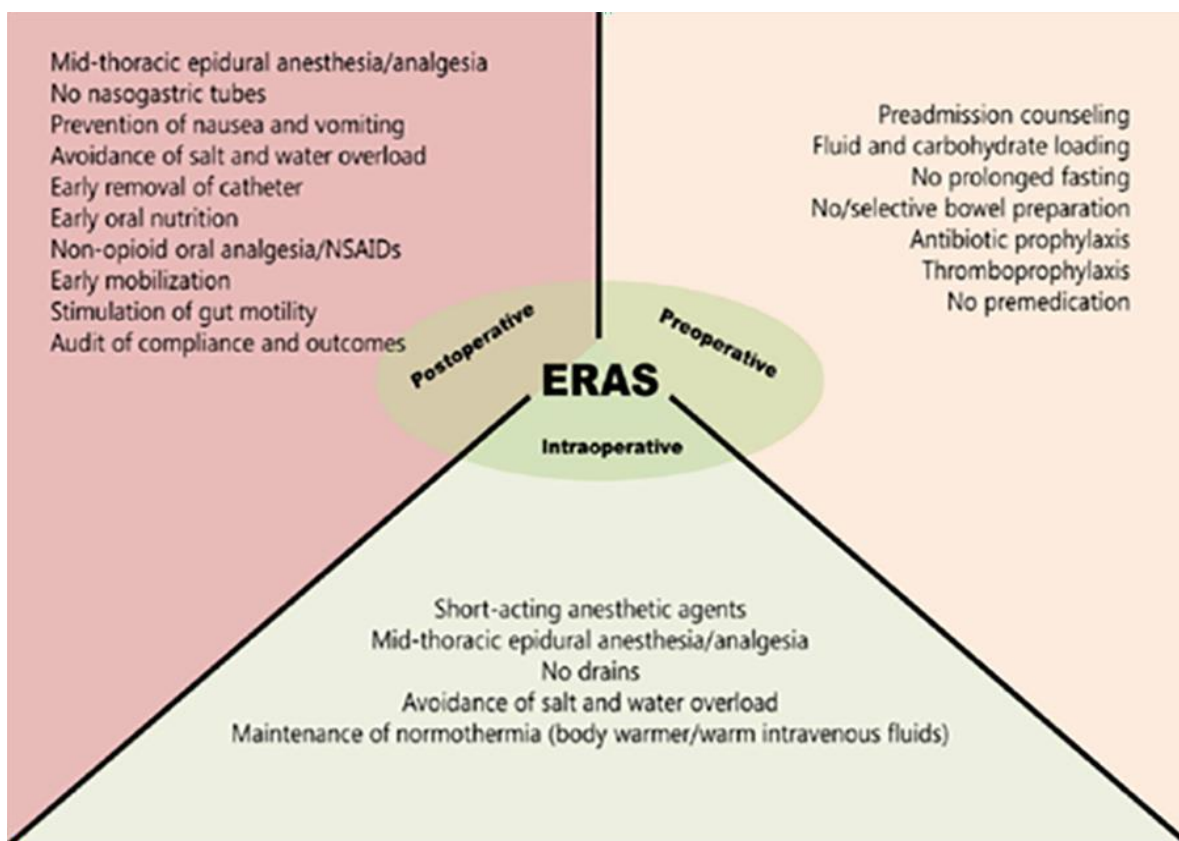 Mid-thoracic epidural anesthesia/analgesia
No nasogastric tubes
Prevention of nausea and vomiting
Avoidance of salt and water overload
Early removal of catheter
Early oral nutrition
Non-opioid oral analgesia/NSAIDs
Early mobilization
Stimulation of gut motility
Audit of compliance and outcomes
Preadmission counseling
Fluid and carbohydrate loading
No prolonged fasting
No/selective bowel preparation
Antibiotic prophylaxis
Thromboprophylaxis
No premedication
Postoperative
Preoperative
ERAS
Intraoperative
Short-acting anesthetic agents
Mid-thoracic epidural anesthesia/analgesia
No drains
Avoidance of salt and water overload
Maintenance of normothermia (body warmer/warm intravenous fluids)